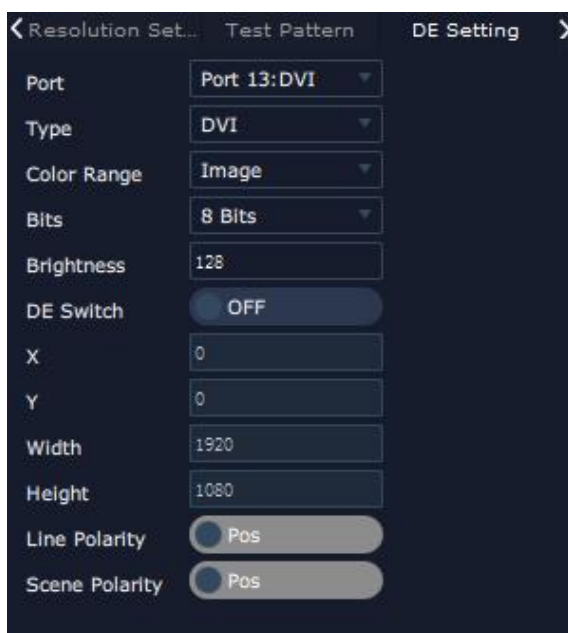 Resolution Set... Test Pattern DE Setting
Port Port 13:DVI
Type DVI
Color Range Image
Bits 8 Bits
Brightness 128
DE Switch OFF
X 0
Y 0
Width 1920
Height 1080
Line Polarity Pos
Scene Polarity Pos